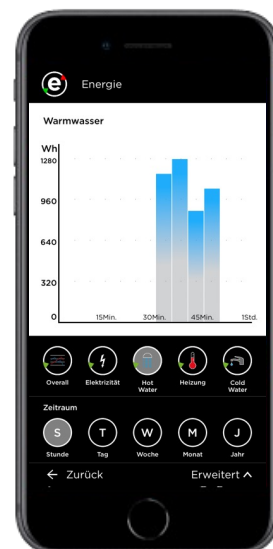 e
Energie
Warmwasser
Wh
1280
960
640
320
0
15Min. 30Min. 45Min. 1Std.
Overall Elektrizität Hot Water Heizung Cold Water
Zeitraum
S T W M J
Stunde Tag Woche Monat Jahr
← Zurück Erweitert